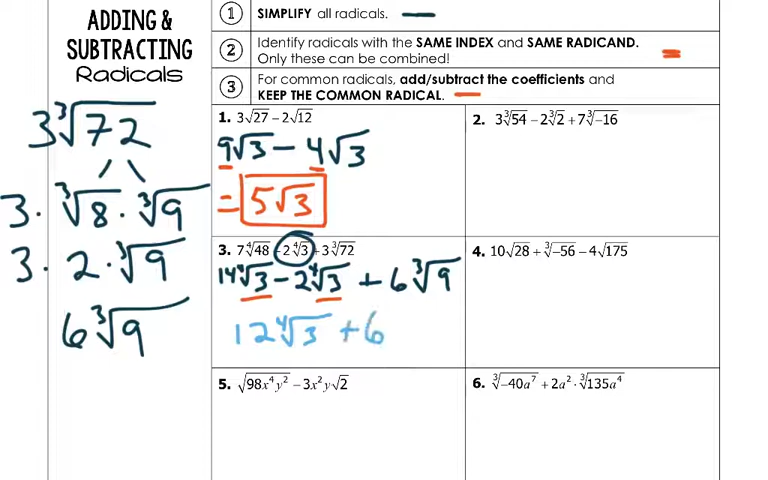 ADDING &
SUBTRACTING
Radicals
① SIMPLIFY all radicals.
② Identify radicals with the SAME INDEX and SAME RADICAND.
Only these can be combined!
③ For common radicals, add/subtract the coefficients and
KEEP THE COMMON RADICAL.
3∛72
3 · ∛8 · ∛9
3 · 2 · ∛9
6∛9
1. 3√27 − 2√12
9√3 − 4√3
= 5√3
2. 3∛54 − 2∛2 + 7∛−16
3. 7∜48 − 2∜3 + 3∛72
14∜3 − 2∜3 + 6∛9
12∜3 + 6
4. 10√28 + ∛−56 − 4√175
5. √98x⁴y² − 3x²y√2
6. ∛−40a⁷ + 2a² · ∛135a⁴